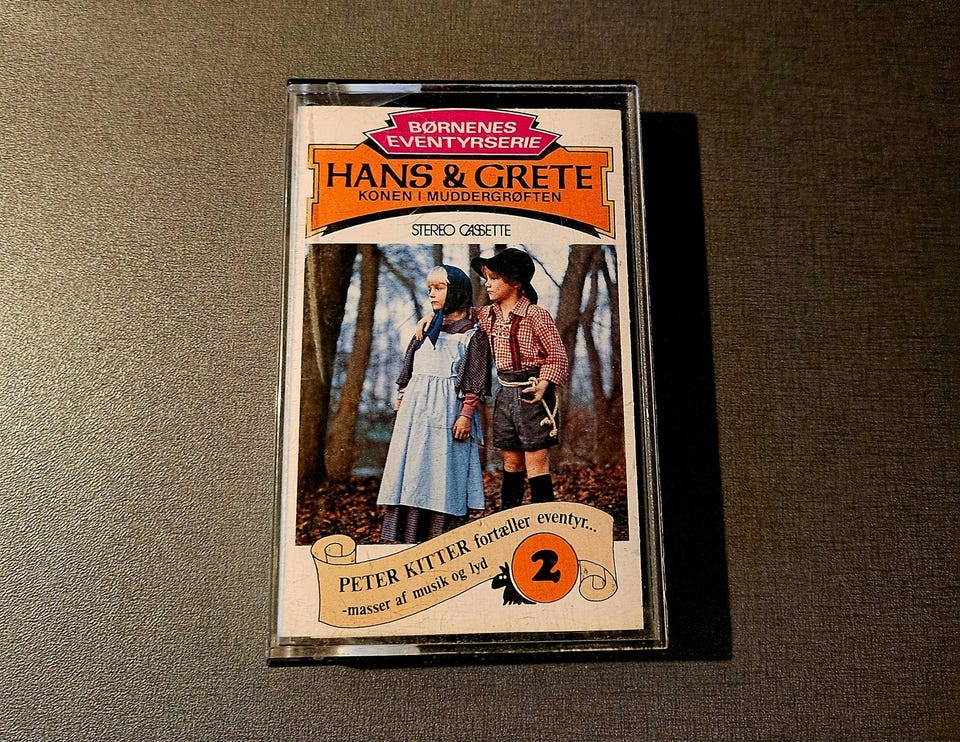 BØRNENES
EVENTYRSERIE
HANS & GRETE
KONEN I MUDDERGRØFTEN
STEREO CASSETTE
PETER KITTER fortæller eventyr...
-masser af musik og lyd
2